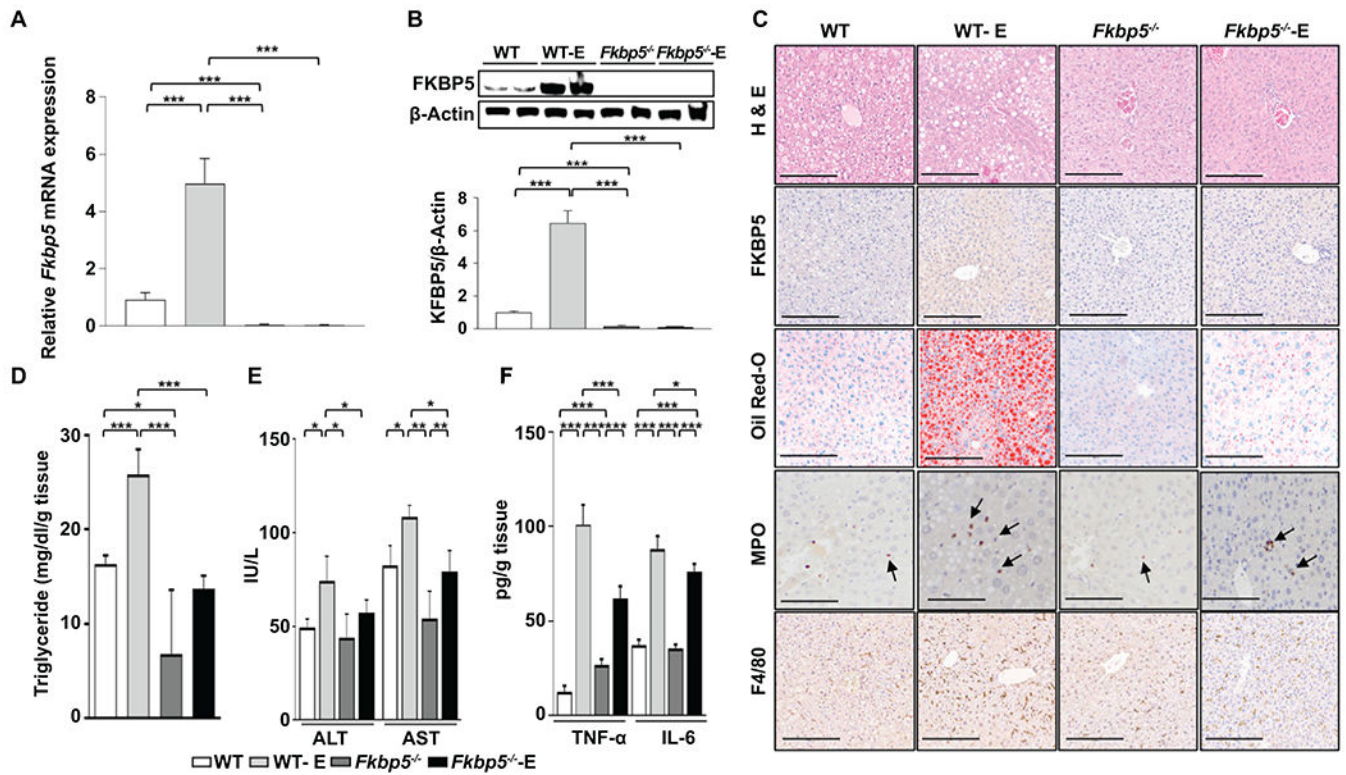 A
***
***
*** ***
8
6
4
2
0
Relative Fkbp5 mRNA expression
B
WT WT-E Fkbp5-/- Fkbp5-/--E
FKBP5
β-Actin
***
***
*** ***
8
6
4
2
0
KFBP5/β-Actin
C
WT WT- E Fkbp5-/- Fkbp5-/--E
H & E
FKBP5
Oil Red-O
MPO
F4/80
D
***
*
*** ***
30
20
10
0
Triglyceride (mg/dl/g tissue
E
* *
* * * ** **
150
100
50
0
IU/L
ALT AST
F
*** *
*** ***
*** *** *** *** *** ***
150
100
50
0
pg/g tissue
TNF-α IL-6
WT WT- E Fkbp5-/- Fkbp5-/--E